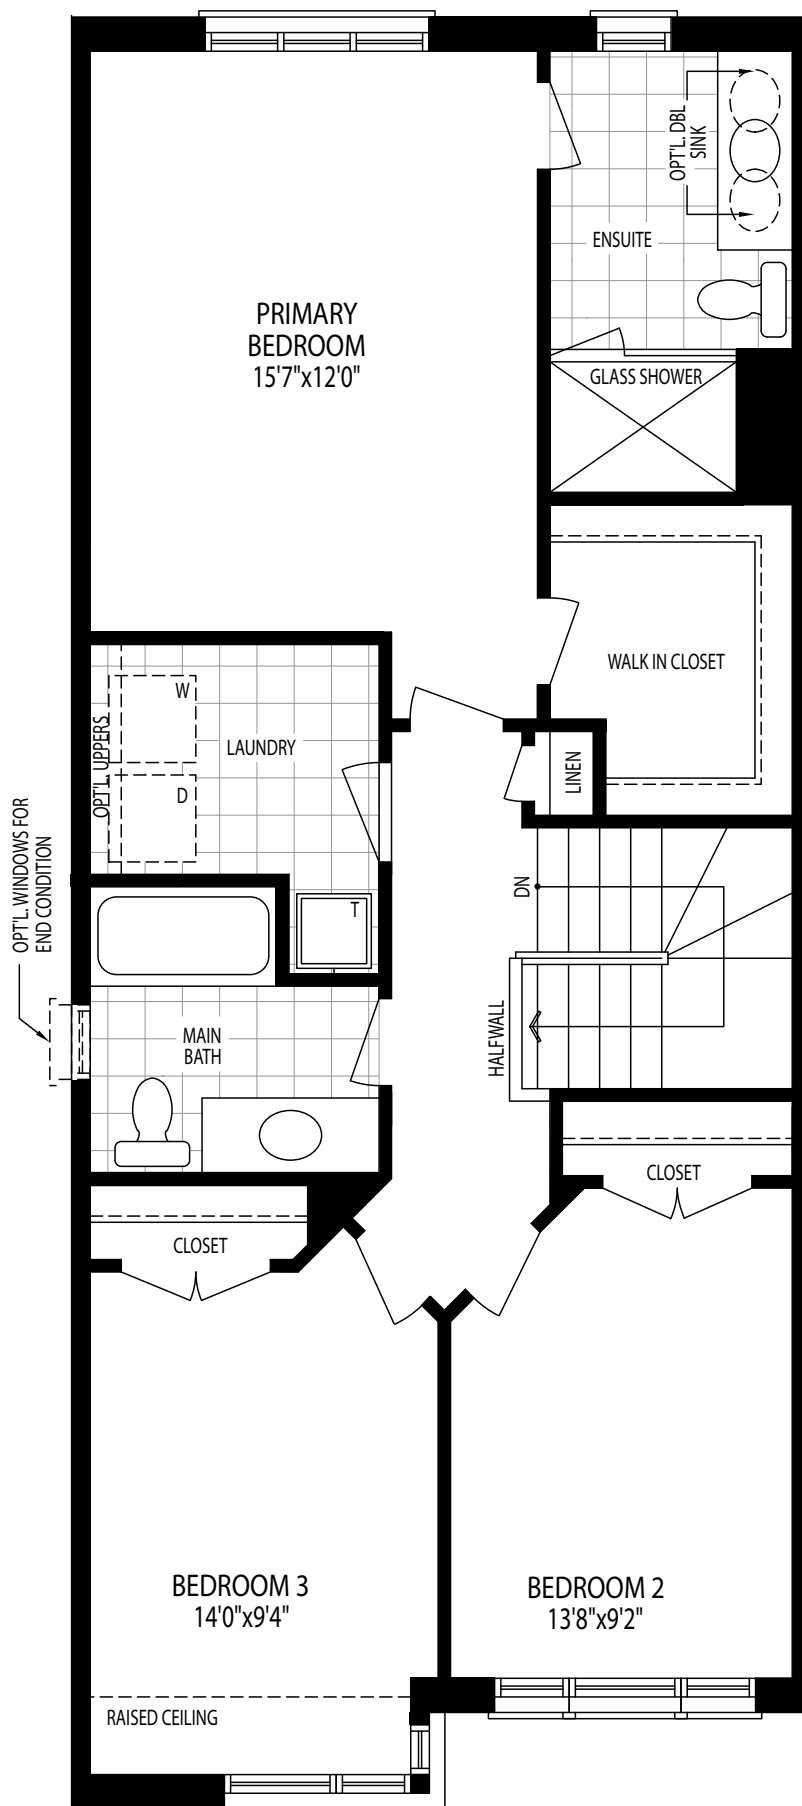 OPT'L. DBL
SINK
ENSUITE
PRIMARY
BEDROOM
15'7"x12'0"
GLASS SHOWER
WALK IN CLOSET
W
OPT'L. UPPERS
LAUNDRY
D
LINEN
OPT'L. WINDOWS FOR
END CONDITION
DN
T
HALFWALL
MAIN
BATH
CLOSET
CLOSET
BEDROOM 3
14'0"x9'4"
BEDROOM 2
13'8"x9'2"
RAISED CEILING